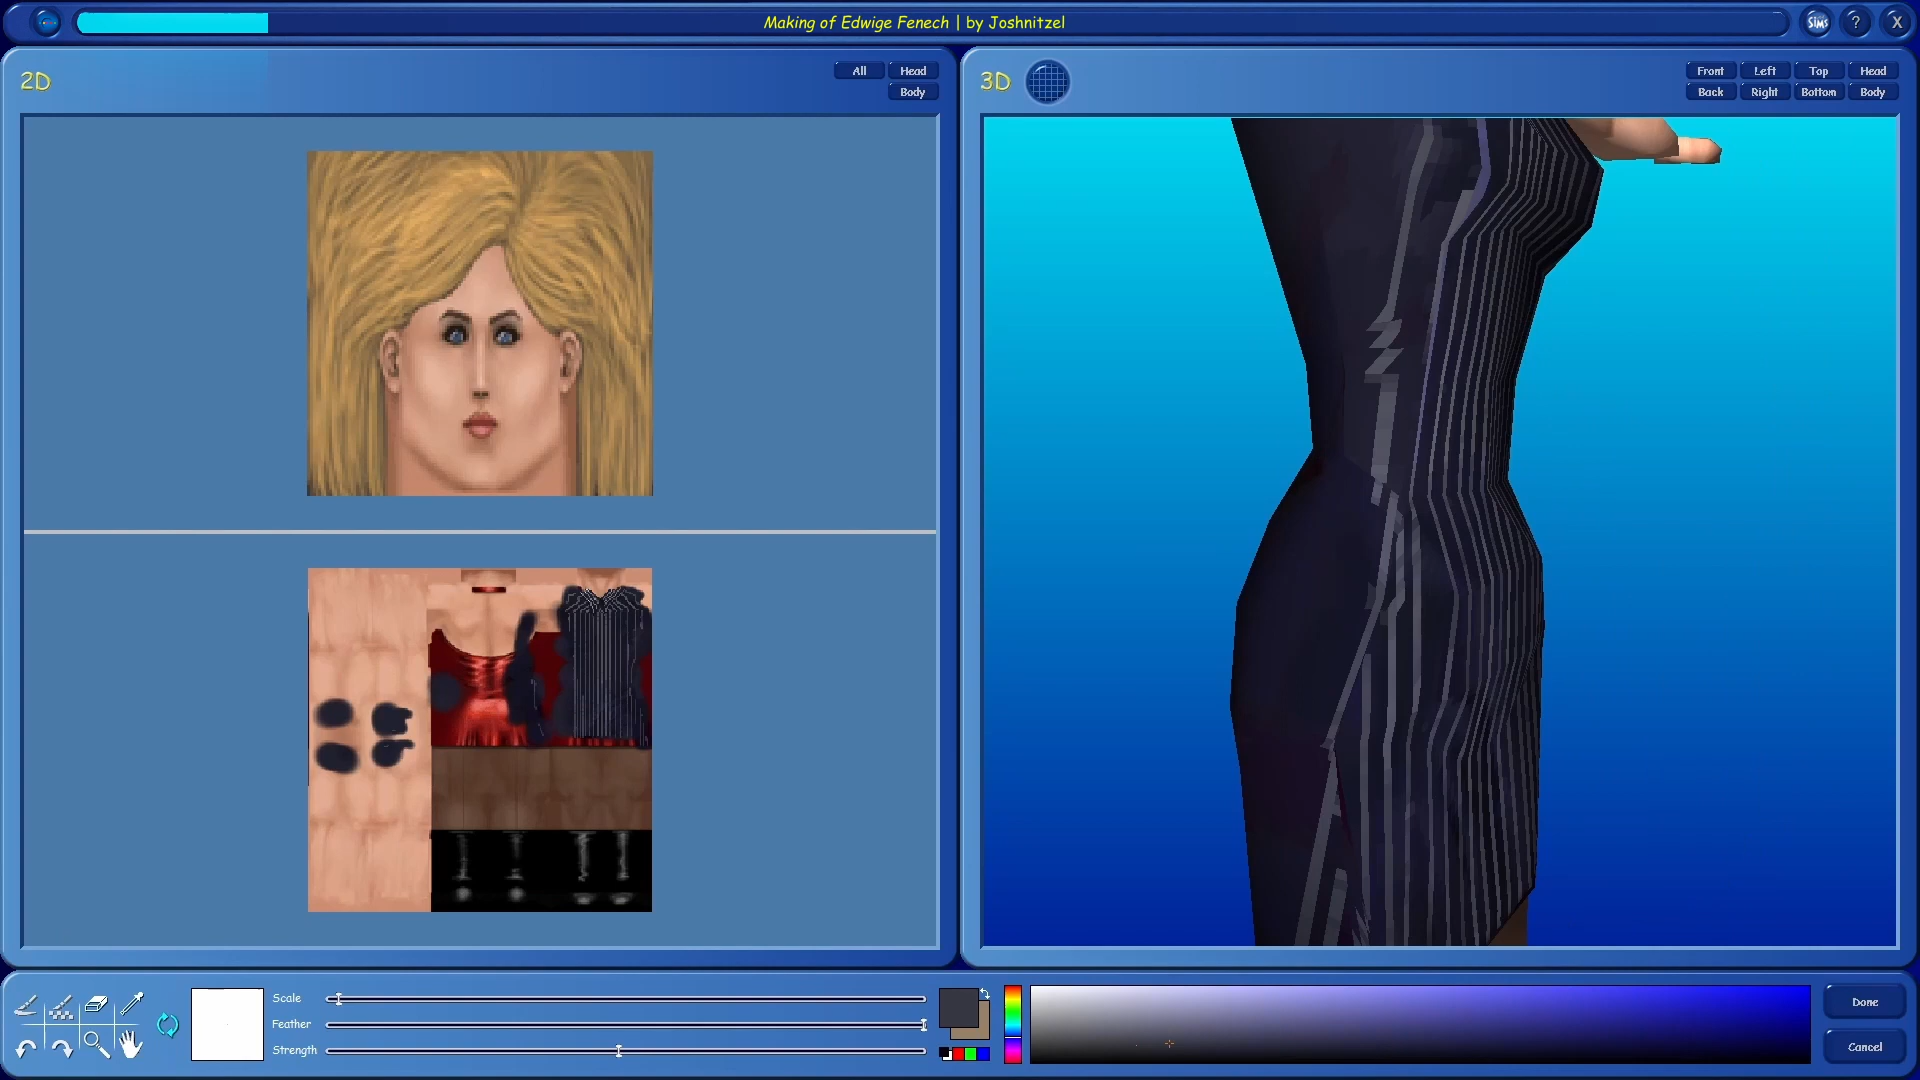 Making of Edwige Fenech | by Joshnitzel
SiMS
?
X
2D
All
Head
Body
3D
Front
Left
Top
Head
Back
Right
Bottom
Body
Scale
Feather
Strength
Done
Cancel